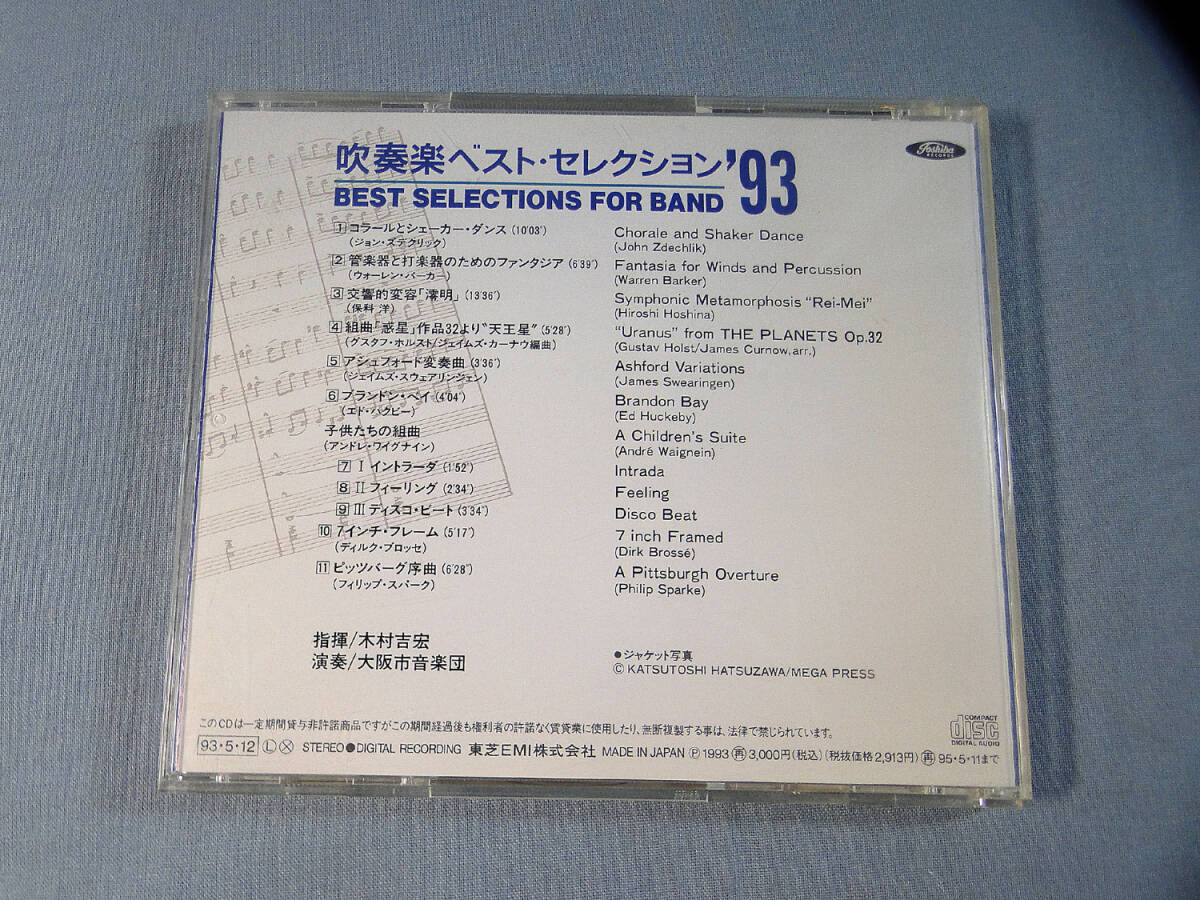 Toshiba
RECORDS
吹奏楽ベスト・セレクション'93
BEST SELECTIONS FOR BAND
1 コラールとシェーカー・ダンス (10'03")
(ジョン・ズデクリック)
Chorale and Shaker Dance
(John Zdechlik)
2 管楽器と打楽器のためのファンタジア (6'39")
(ウォーレン・バーカー)
Fantasia for Winds and Percussion
(Warren Barker)
3 交響的変容「澪明」(13'36")
(保科 洋)
Symphonic Metamorphosis “Rei-Mei”
(Hiroshi Hoshina)
4 組曲「惑星」作品32より“天王星” (5'28")
(グスタフ・ホルスト/ジェイムズ・カーナウ編曲)
“Uranus” from THE PLANETS Op.32
(Gustav Holst/James Curnow,arr.)
5 アシュフォード変奏曲 (3'36")
(ジェイムズ・スウェアリンジェン)
Ashford Variations
(James Swearingen)
6 ブランドン・ベイ (4'04")
(エド・ハクビー)
Brandon Bay
(Ed Huckeby)
子供たちの組曲
(アンドレ・ワイグナイン)
A Children's Suite
(André Waignein)
7 I イントラーダ (1'52")
Intrada
8 II フィーリング (2'34")
Feeling
9 III ディスコ・ビート (3'34")
Disco Beat
10 7インチ・フレーム (5'17")
(ディルク・ブロッセ)
7 inch Framed
(Dirk Brossé)
11 ピッツバーグ序曲 (6'28")
(フィリップ・スパーク)
A Pittsburgh Overture
(Philip Sparke)
指揮/木村吉宏
演奏/大阪市音楽団
●ジャケット写真
© KATSUTOSHI HATSUZAWA/MEGA PRESS
このCDは一定期間貸与非許諾商品ですがこの期間経過後も権利者の許諾なく賃貸業に使用したり、無断複製する事は、法律で禁じられています。
COMPACT
disc
DIGITAL AUDIO
93・5・12 Ⓛ Ⓧ STEREO●DIGITAL RECORDING 東芝EMI株式会社 MADE IN JAPAN Ⓟ1993 再 3,000円(税込)(税抜価格2,913円) 再 95・5・11まで